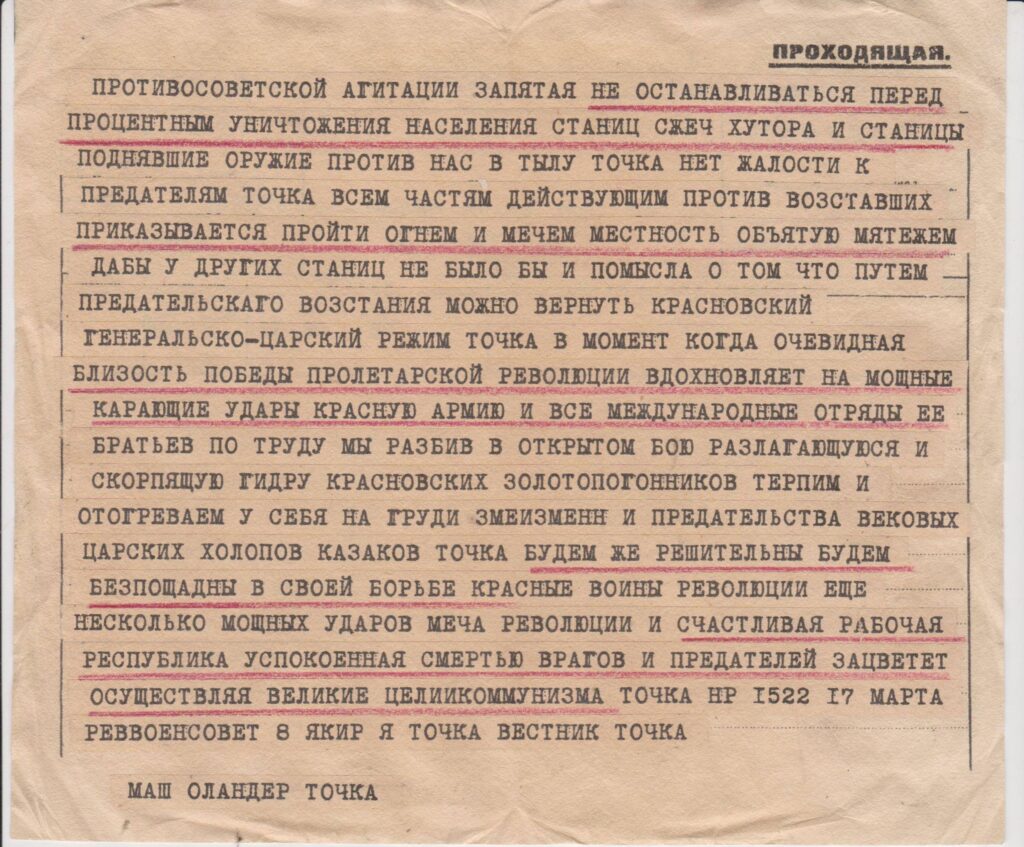 ПРОХОДЯЩАЯ.
ПРОТИВОСОВЕТСКОЙ АГИТАЦИИ ЗАПЯТАЯ НЕ ОСТАНАВЛИВАТЬСЯ ПЕРЕД
ПРОЦЕНТНЫМ УНИЧТОЖЕНИЯ НАСЕЛЕНИЯ СТАНИЦ СЖЕЧ ХУТОРА И СТАНИЦЫ
ПОДНЯВШИЕ ОРУЖИЕ ПРОТИВ НАС В ТЫЛУ ТОЧКА НЕТ ЖАЛОСТИ К
ПРЕДАТЕЛЯМ ТОЧКА ВСЕМ ЧАСТЯМ ДЕЙСТВУЮЩИМ ПРОТИВ ВОЗСТАВШИХ
ПРИКАЗЫВАЕТСЯ ПРОЙТИ ОГНЕМ И МЕЧЕМ МЕСТНОСТЬ ОБЪЯТУЮ МЯТЕЖЕМ
ДАБЫ У ДРУГИХ СТАНИЦ НЕ БЫЛО БЫ И ПОМЫСЛА О ТОМ ЧТО ПУТЕМ
ПРЕДАТЕЛЬСКАГО ВОЗСТАНИЯ МОЖНО ВЕРНУТЬ КРАСНОВСКИЙ
ГЕНЕРАЛЬСКО-ЦАРСКИЙ РЕЖИМ ТОЧКА В МОМЕНТ КОГДА ОЧЕВИДНАЯ
БЛИЗОСТЬ ПОБЕДЫ ПРОЛЕТАРСКОЙ РЕВОЛЮЦИИ ВДОХНОВЛЯЕТ НА МОЩНЫЕ
КАРАЮЩИЕ УДАРЫ КРАСНУЮ АРМИЮ И ВСЕ МЕЖДУНАРОДНЫЕ ОТРЯДЫ ЕЕ
БРАТЬЕВ ПО ТРУДУ МЫ РАЗБИВ В ОТКРЫТОМ БОЮ РАЗЛАГАЮЩУЮСЯ И
СКОРПЯЩУЮ ГИДРУ КРАСНОВСКИХ ЗОЛОТОПОГОННИКОВ ТЕРПИМ И
ОТОГРЕВАЕМ У СЕБЯ НА ГРУДИ ЗМЕИЗМЕНН И ПРЕДАТЕЛЬСТВА ВЕКОВЫХ
ЦАРСКИХ ХОЛОПОВ КАЗАКОВ ТОЧКА БУДЕМ ЖЕ РЕШИТЕЛЬНЫ БУДЕМ
БЕЗПОЩАДНЫ В СВОЕЙ БОРЬБЕ КРАСНЫЕ ВОИНЫ РЕВОЛЮЦИИ ЕЩЕ
НЕСКОЛЬКО МОЩНЫХ УДАРОВ МЕЧА РЕВОЛЮЦИИ И СЧАСТЛИВАЯ РАБОЧАЯ
РЕСПУБЛИКА УСПОКОЕННАЯ СМЕРТЬЮ ВРАГОВ И ПРЕДАТЕЛЕЙ ЗАЦВЕТЕТ
ОСУЩЕСТВЛЯЯ ВЕЛИКИЕ ЦЕЛИИКОММУНИЗМА ТОЧКА НР 1522 17 МАРТА
РЕВВОЕНСОВЕТ 8 ЯКИР Я ТОЧКА ВЕСТНИК ТОЧКА
МАШ ОЛАНДЕР ТОЧКА